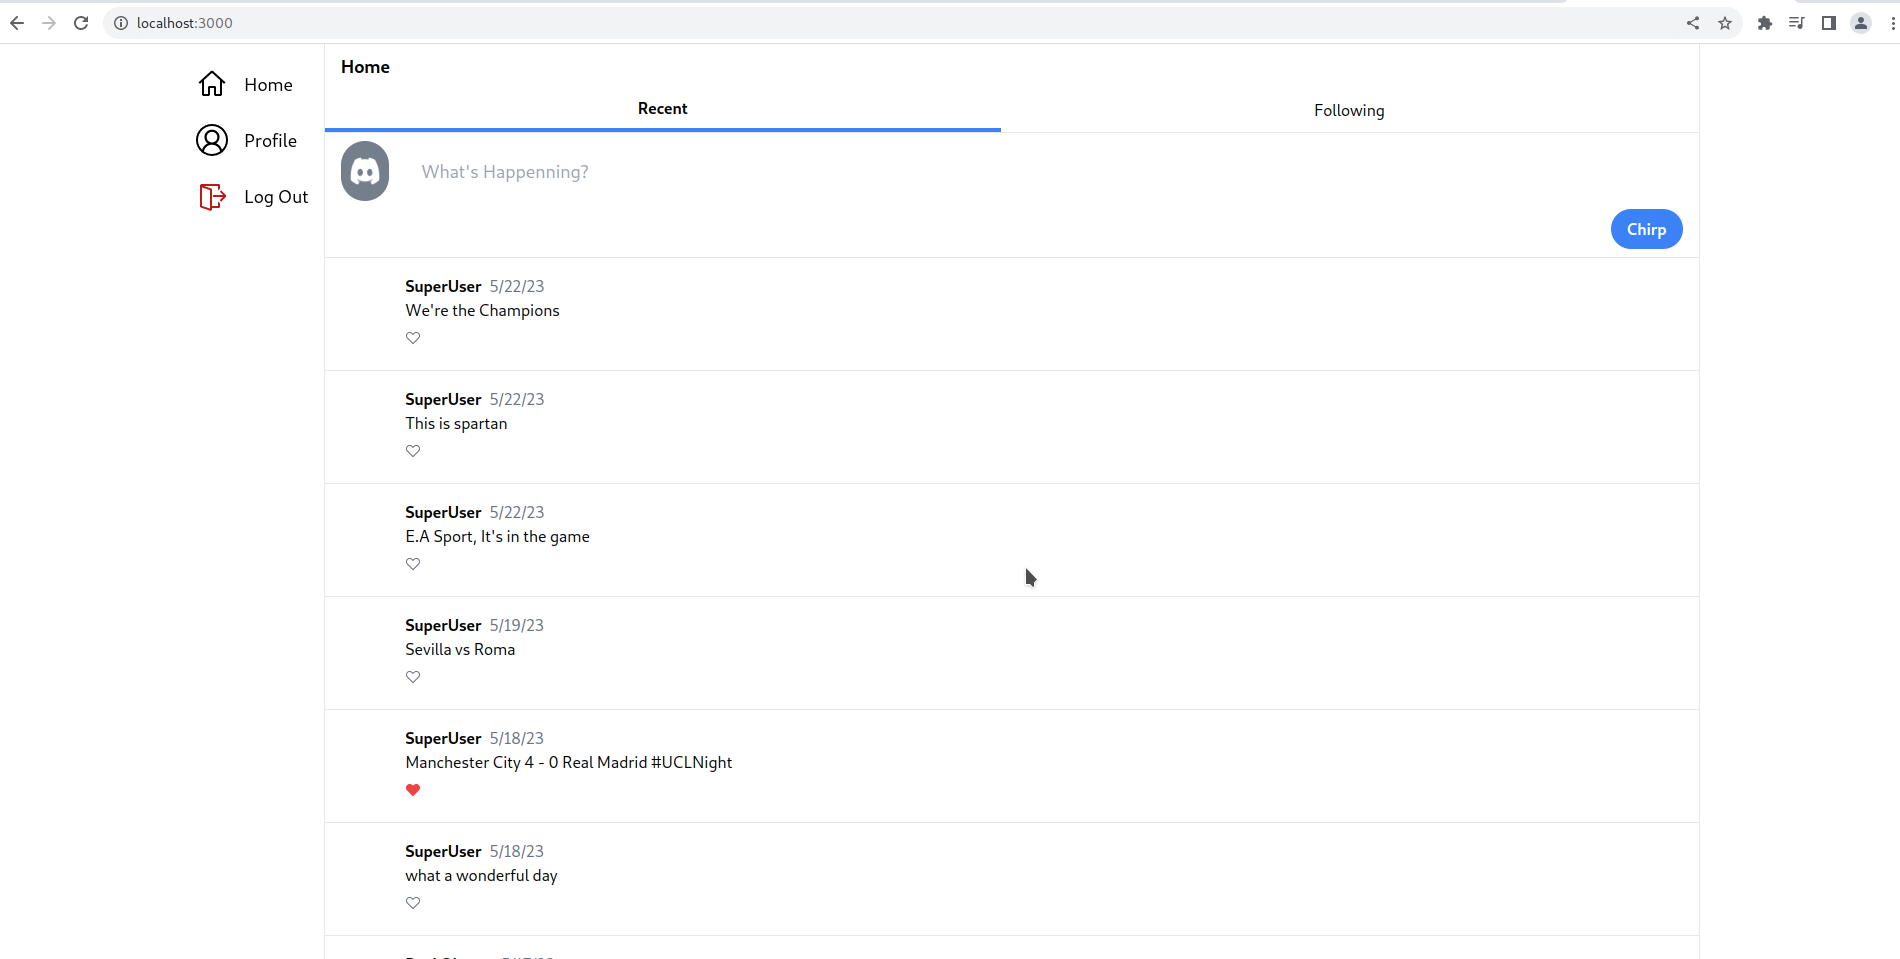 localhost:3000
Home
Profile
Log Out
Home
Recent
Following
What's Happenning?
Chirp
SuperUser 5/22/23
We're the Champions
SuperUser 5/22/23
This is spartan
SuperUser 5/22/23
E.A Sport, It's in the game
SuperUser 5/19/23
Sevilla vs Roma
SuperUser 5/18/23
Manchester City 4 - 0 Real Madrid #UCLNight
SuperUser 5/18/23
what a wonderful day